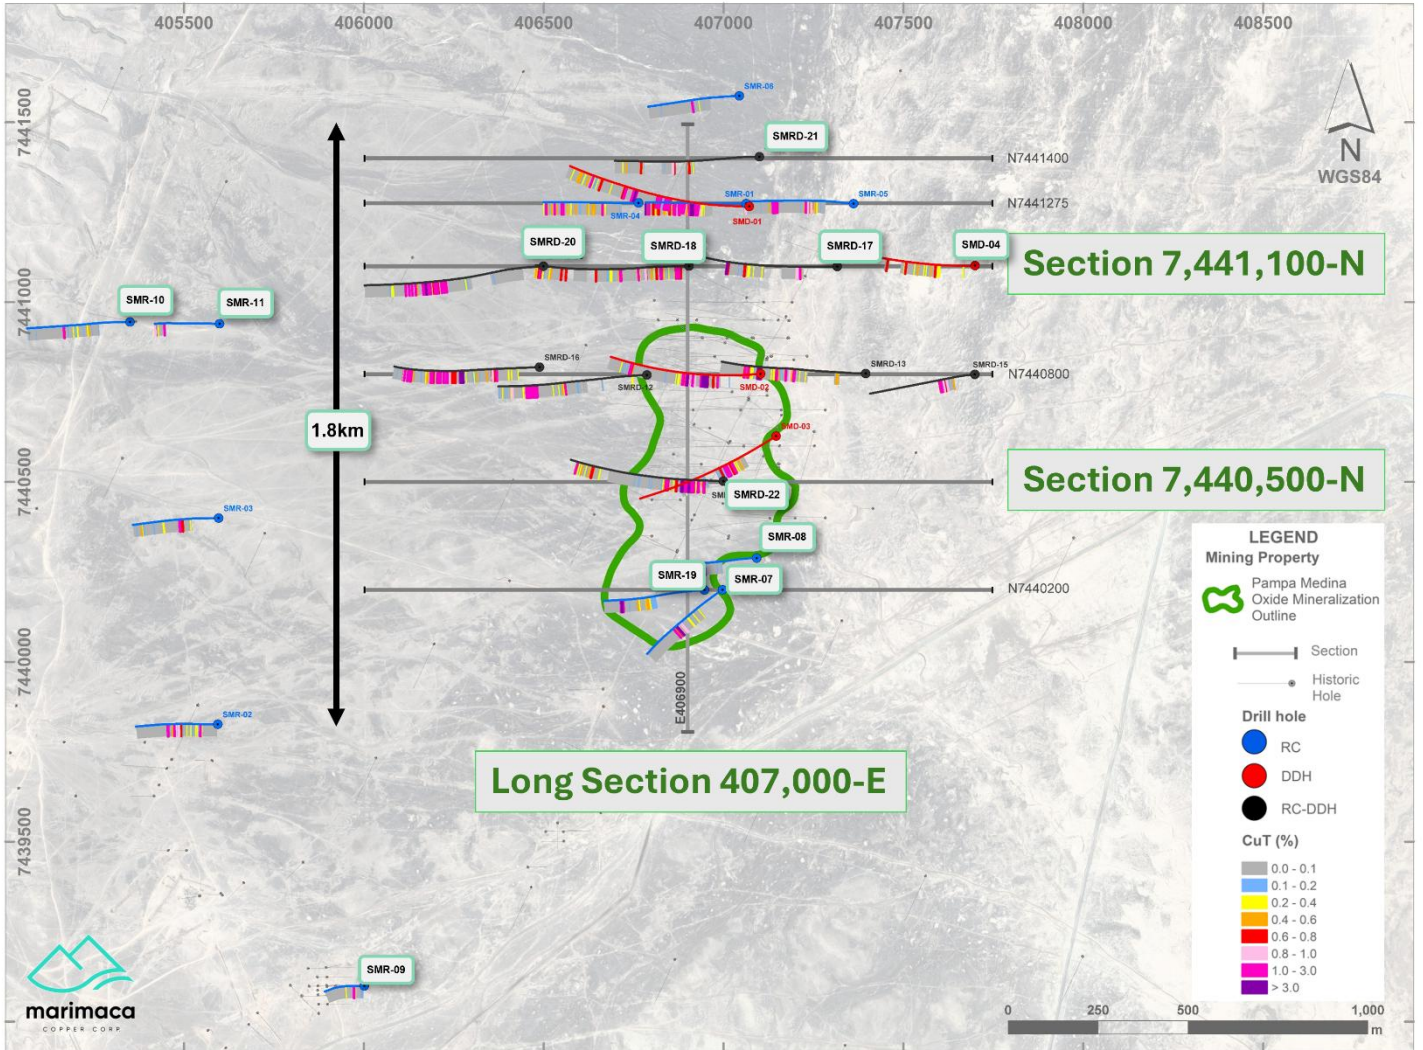 405500
406000
406500
407000
407500
408000
408500
7441500
7441000
7440500
7440000
7439500
N
WGS84
SMR-06
SMRD-21
N7441400
SMR-01
SMR-05
N7441275
SMR-04
SMD-01
SMRD-20
SMRD-18
SMRD-17
SMD-04
Section 7,441,100-N
SMR-10
SMR-11
SMRD-16
SMRD-13
SMRD-15
N7440800
SMRD-12
SMD-02
1.8km
SMD-03
Section 7,440,500-N
SMRD-22
SMR-03
SMR-08
SMR-19
SMR-07
N7440200
E406900
SMR-02
Long Section 407,000-E
SMR-09
LEGEND
Mining Property
Pampa Medina
Oxide Mineralization
Outline
Section
Historic
Hole
Drill hole
RC
DDH
RC-DDH
CuT (%)
0.0 - 0.1
0.1 - 0.2
0.2 - 0.4
0.4 - 0.6
0.6 - 0.8
0.8 - 1.0
1.0 - 3.0
> 3.0
0
250
500
1,000
m
marimaca
COPPER CORP